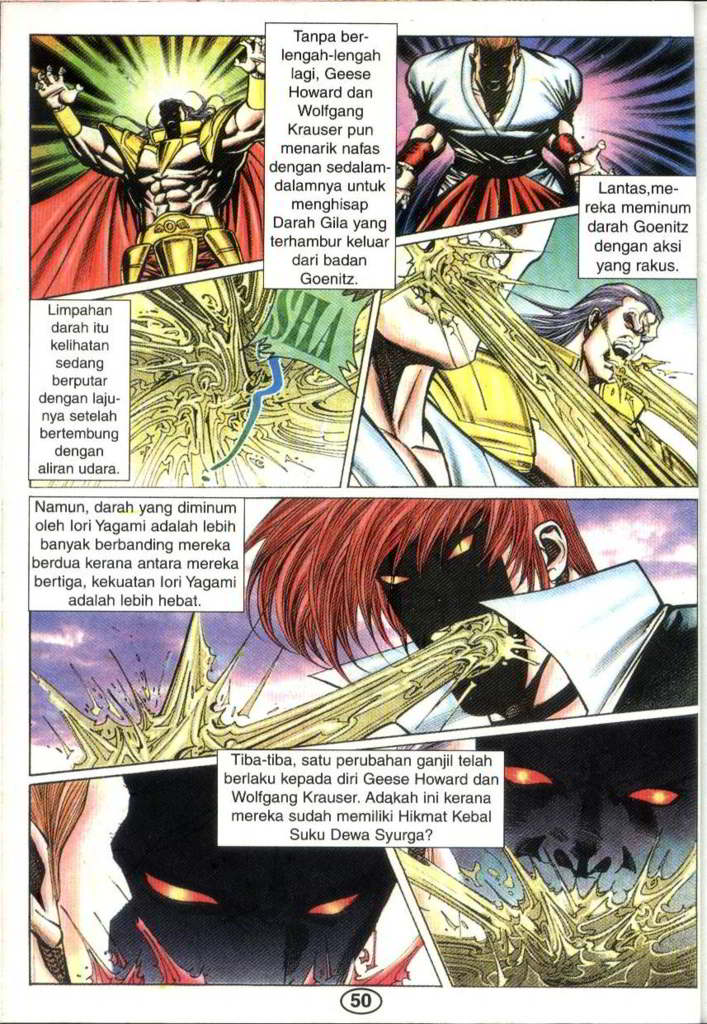 Tanpa ber-
lengah-lengah
lagi, Geese
Howard dan
Wolfgang
Krauser pun
menarik nafas
dengan sedalam-
dalamnya untuk
menghisap
Darah Gila yang
terhambur keluar
dari badan
Goenitz.
Lantas,me-
reka meminum
darah Goenitz
dengan aksi
yang rakus.
Limpahan
darah itu
kelihatan
sedang
berputar
dengan laju-
nya setelah
bertembung
dengan
aliran udara.
SHA
Namun, darah yang diminum
oleh Iori Yagami adalah lebih
banyak berbanding mereka
berdua kerana antara mereka
bertiga, kekuatan Iori Yagami
adalah lebih hebat.
Tiba-tiba, satu perubahan ganjil telah
berlaku kepada diri Geese Howard dan
Wolfgang Krauser. Adakah ini kerana
mereka sudah memiliki Hikmat Kebal
Suku Dewa Syurga?
50